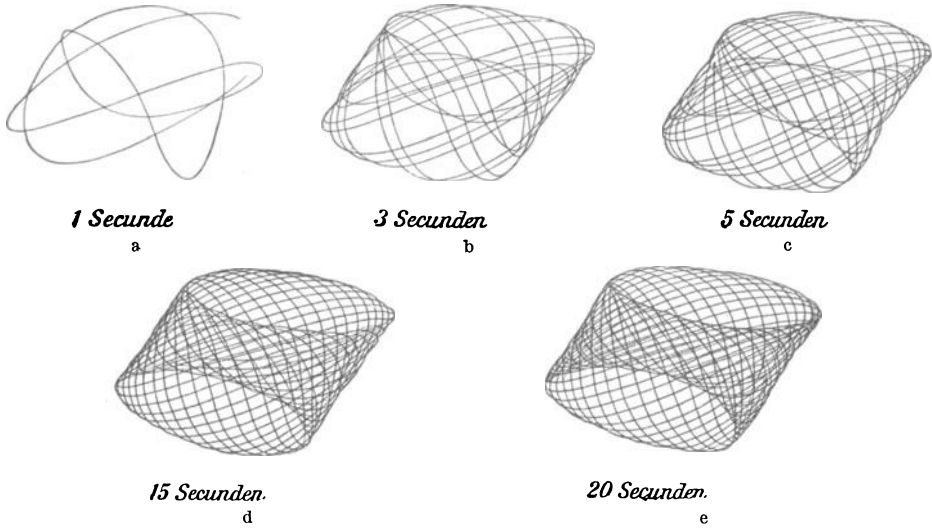 1 Secunde
a
3 Secunden
b
5 Secunden
c
15 Secunden.
d
20 Secunden.
e